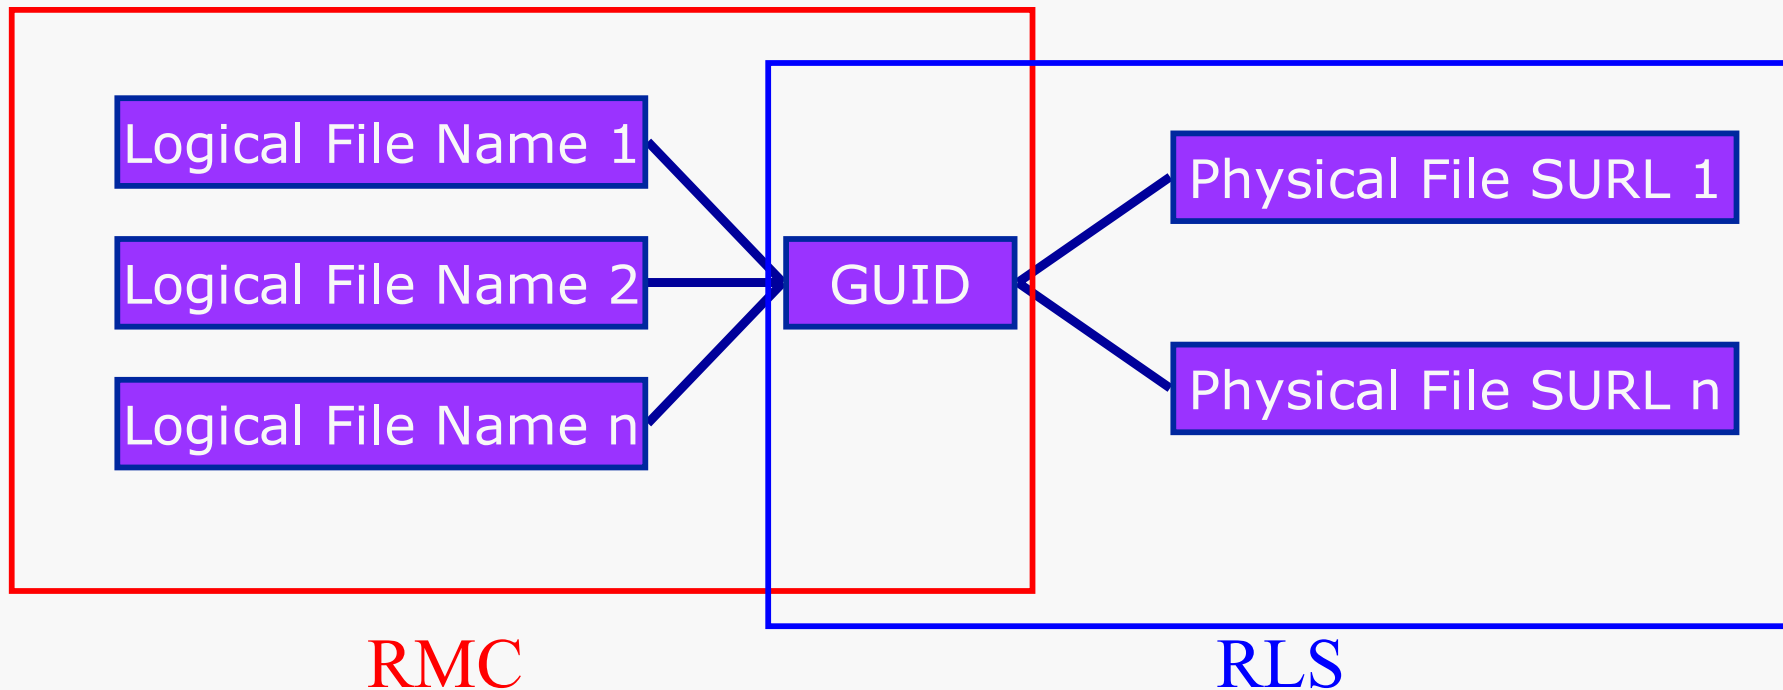 Logical File Name 1
Logical File Name 2
Logical File Name n
GUID
Physical File SURL 1
Physical File SURL n
RMC
RLS